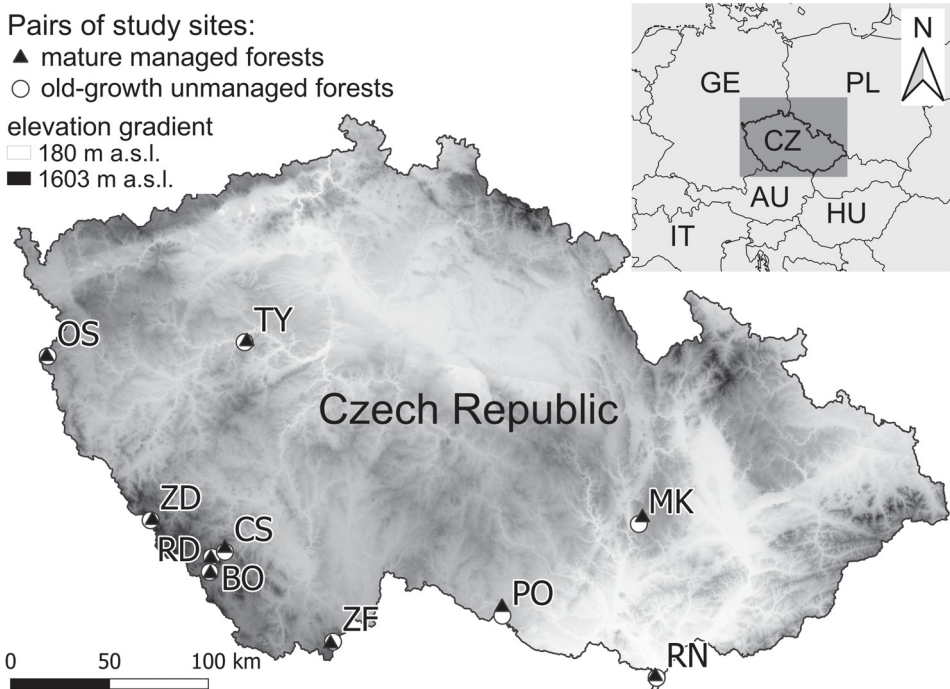 Pairs of study sites:
mature managed forests
old-growth unmanaged forests
elevation gradient
180 m a.s.l.
1603 m a.s.l.
N
GE
PL
CZ
AU
HU
IT
OS
TY
Czech Republic
ZD
CS
RD
BO
ZF
MK
PO
RN
0 50 100 km